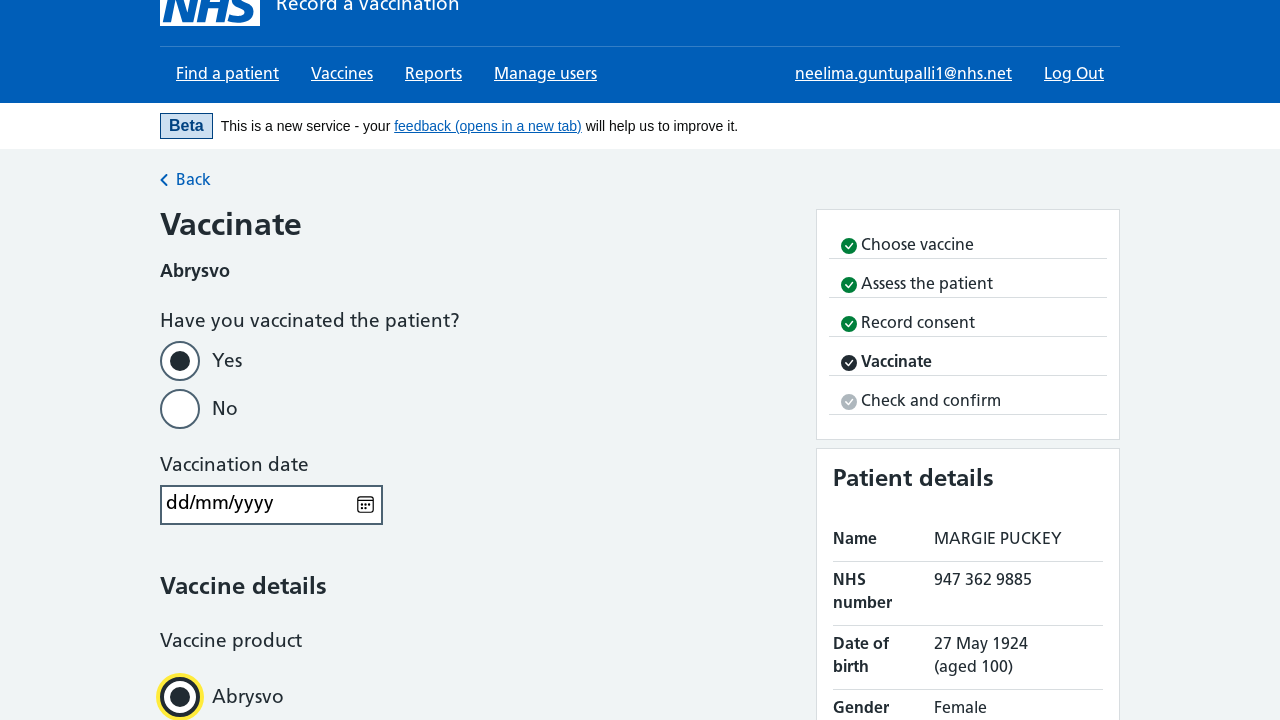 NHS Record a vaccination
Find a patient Vaccines Reports Manage users neelima.guntupalli1@nhs.net Log Out
Beta This is a new service - your feedback (opens in a new tab) will help us to improve it.
Back
Vaccinate
Abrysvo
Have you vaccinated the patient?
Yes
No
Vaccination date
dd/mm/yyyy
Vaccine details
Vaccine product
Abrysvo
Choose vaccine
Assess the patient
Record consent
Vaccinate
Check and confirm
Patient details
Name MARGIE PUCKEY
NHS number 947 362 9885
Date of birth 27 May 1924 (aged 100)
Gender Female